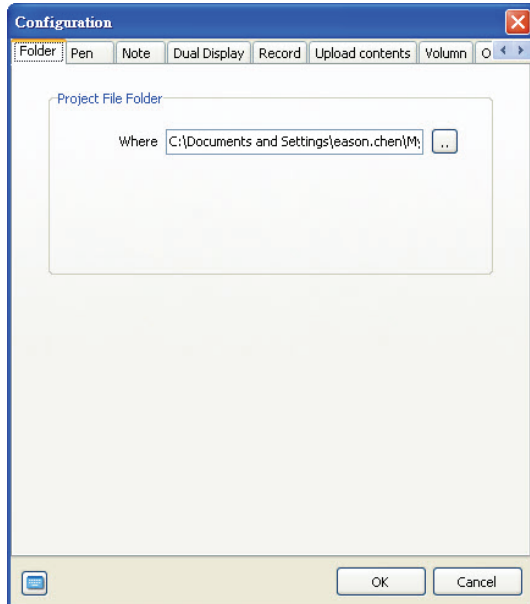 Configuration
Folder Pen Note Dual Display Record Upload contents Volumn O
Project File Folder
Where C:\Documents and Settings\eason.chen\My ..
OK Cancel